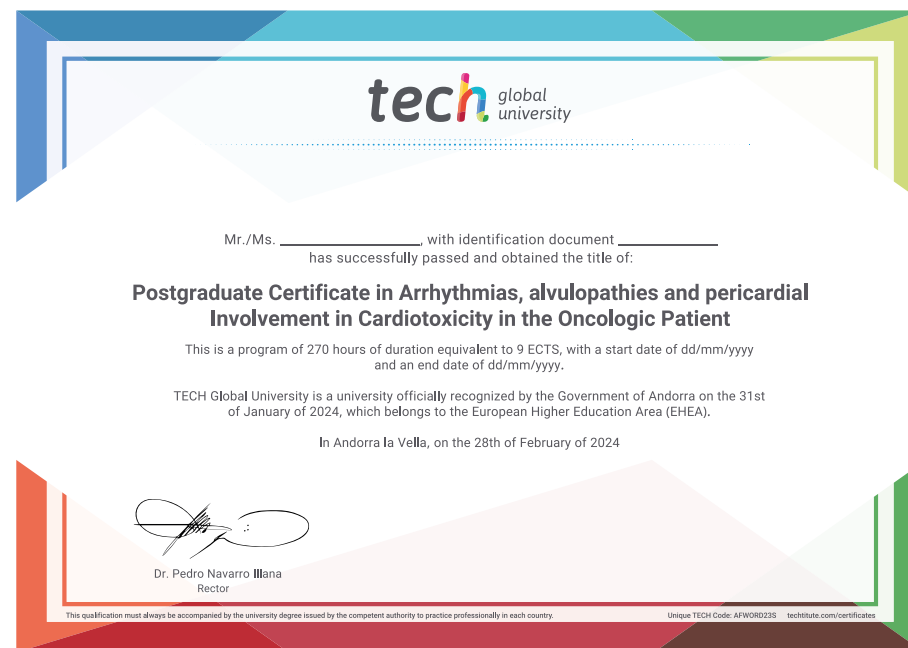 tech global
university
Mr./Ms. ____________________, with identification document ______________
has successfully passed and obtained the title of:
Postgraduate Certificate in Arrhythmias, alvulopathies and pericardial
Involvement in Cardiotoxicity in the Oncologic Patient
This is a program of 270 hours of duration equivalent to 9 ECTS, with a start date of dd/mm/yyyy
and an end date of dd/mm/yyyy.
TECH Global University is a university officially recognized by the Government of Andorra on the 31st
of January of 2024, which belongs to the European Higher Education Area (EHEA).
In Andorra la Vella, on the 28th of February of 2024
Dr. Pedro Navarro Illana
Rector
This qualification must always be accompanied by the university degree issued by the competent authority to practice professionally in each country.
Unique TECH Code: AFWORD23S techtitute.com/certificates